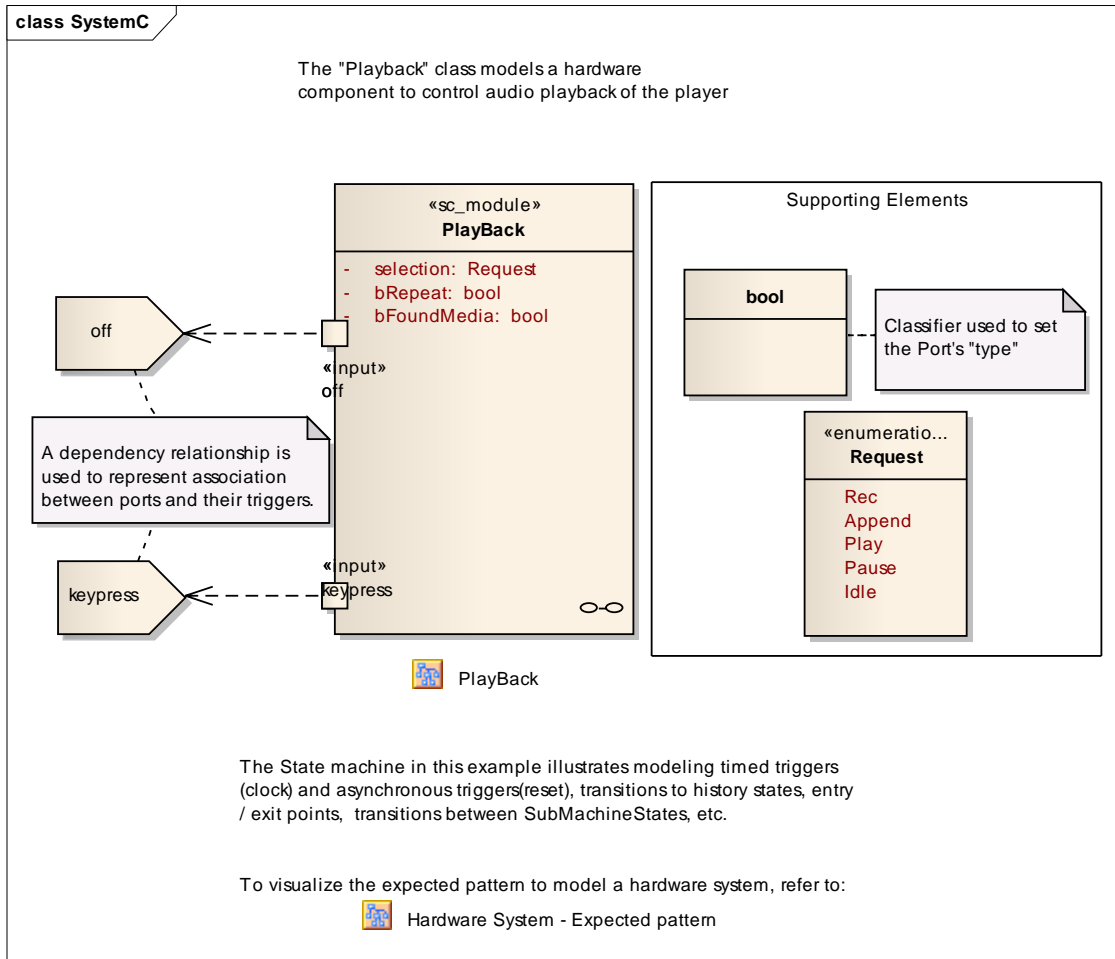 class SystemC
The "Playback" class models a hardware
component to control audio playback of the player
«sc_module»
PlayBack
- selection: Request
- bRepeat: bool
- bFoundMedia: bool
off
«input»
off
A dependency relationship is
used to represent association
between ports and their triggers.
keypress
«input»
keypress
Supporting Elements
bool
Classifier used to set
the Port's "type"
«enumeratio...
Request
Rec
Append
Play
Pause
Idle
PlayBack
The State machine in this example illustrates modeling timed triggers
(clock) and asynchronous triggers(reset), transitions to history states, entry
/ exit points, transitions between SubMachineStates, etc.
To visualize the expected pattern to model a hardware system, refer to:
Hardware System - Expected pattern